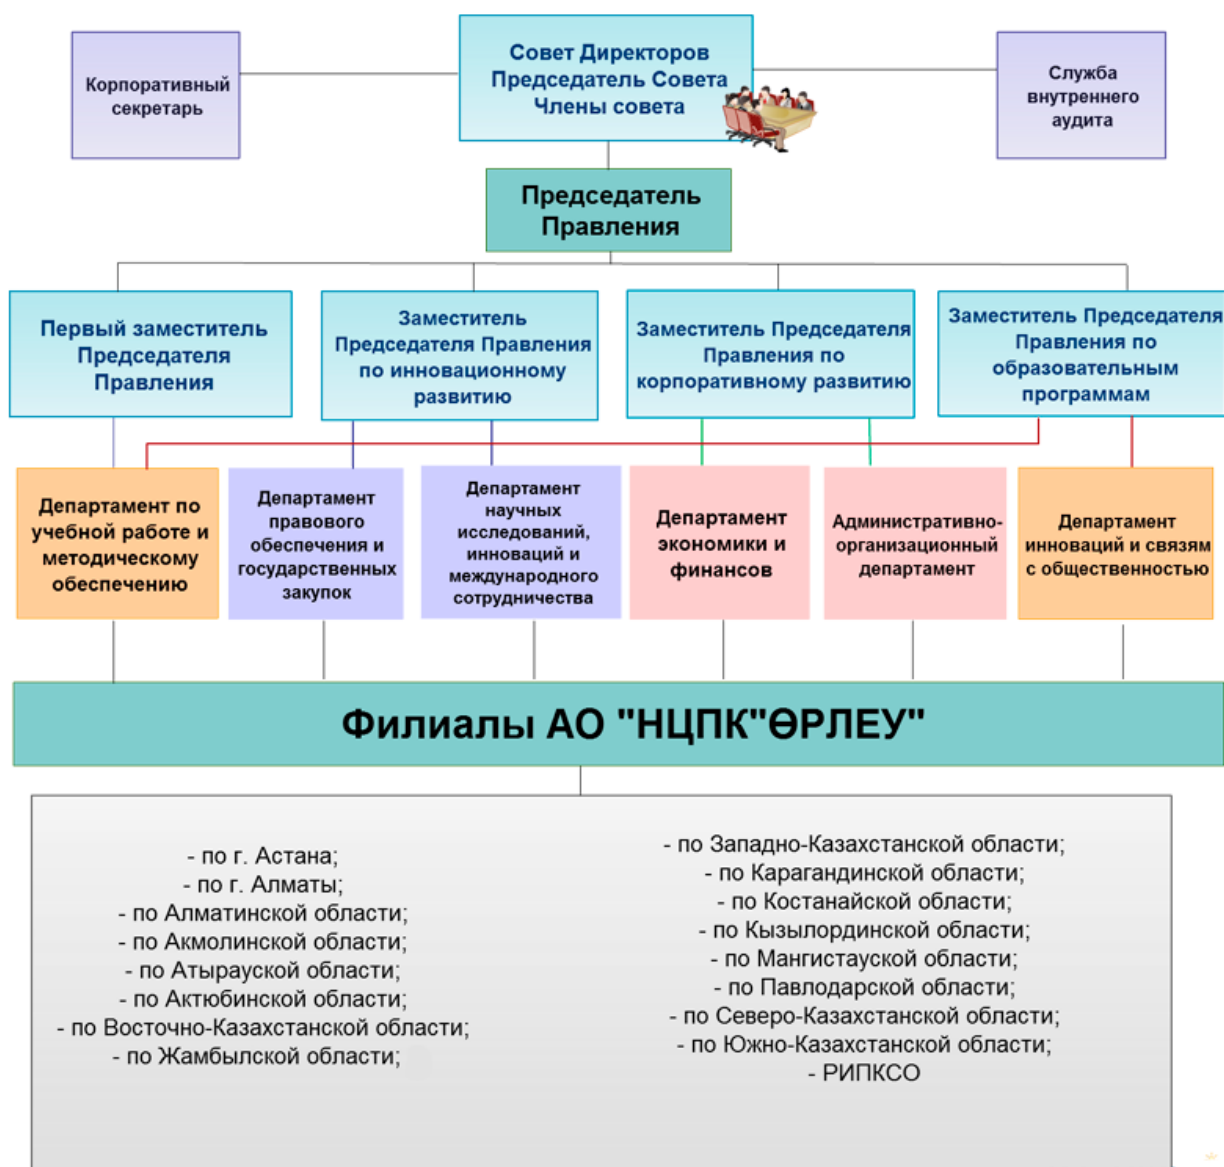 Корпоративный
секретарь
Совет Директоров
Председатель Совета
Члены совета
Служба
внутреннего
аудита
Председатель
Правления
Первый заместитель
Председателя
Правления
Заместитель
Председателя Правления
по инновационному
развитию
Заместитель Председателя
Правления по
корпоративному развитию
Заместитель Председателя
Правления по
образовательным
программам
Департамент по
учебной работе и
методическому
обеспечению
Департамент
правового
обеспечения и
государственных
закупок
Департамент
научных
исследований,
инноваций и
международного
сотрудничества
Департамент
экономики и
финансов
Административно-
организационный
департамент
Департамент
инноваций и связям
с общественностью
Филиалы АО "НЦПК"ӨРЛЕУ"
- по г. Астана;
- по г. Алматы;
- по Алматинской области;
- по Акмолинской области;
- по Атырауской области;
- по Актюбинской области;
- по Восточно-Казахстанской области;
- по Жамбылской области;
- по Западно-Казахстанской области;
- по Карагандинской области;
- по Костанайской области;
- по Кызылординской области;
- по Мангистауской области;
- по Павлодарской области;
- по Северо-Казахстанской области;
- по Южно-Казахстанской области;
- РИПКСО